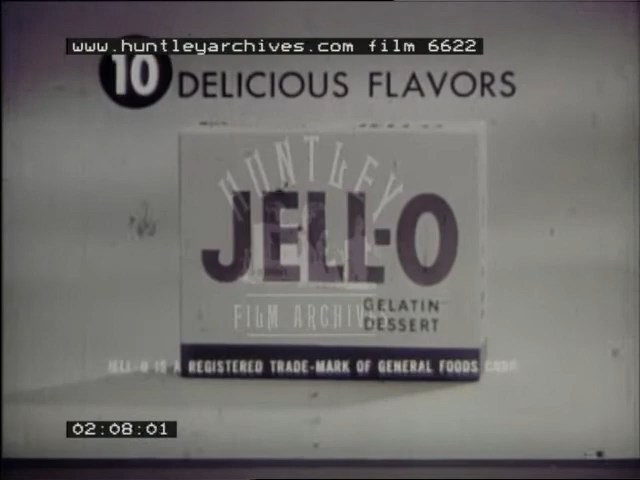 www.huntleyarchives.com film 6622
10 DELICIOUS FLAVORS
HUNTLEY
JELL-O
FILM ARCHIVES
GELATIN
DESSERT
JELL-O IS A REGISTERED TRADE-MARK OF GENERAL FOODS CORP.
02:08:01